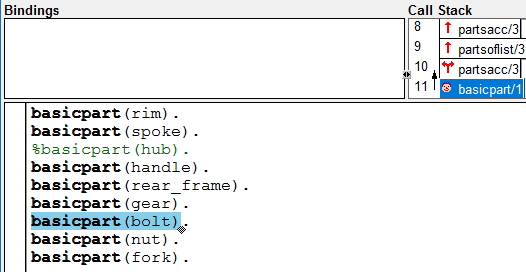 Bindings
Call Stack
8 partsacc/3
9 partsoflist/3
10 partsacc/3
11 basicpart/1
basicpart(rim).
basicpart(spoke).
%basicpart(hub).
basicpart(handle).
basicpart(rear_frame).
basicpart(gear).
basicpart(bolt).
basicpart(nut).
basicpart(fork).